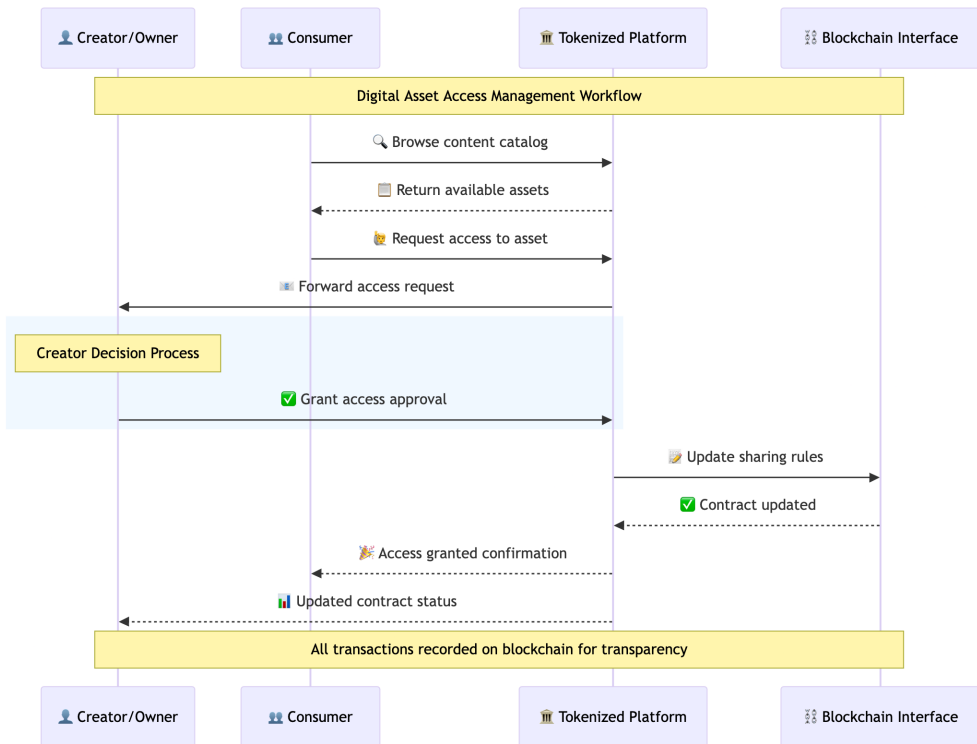 👤 Creator/Owner
👥 Consumer
🏛️ Tokenized Platform
⛓️ Blockchain Interface
Digital Asset Access Management Workflow
🔍 Browse content catalog
📋 Return available assets
🙋 Request access to asset
📧 Forward access request
Creator Decision Process
✅ Grant access approval
📝 Update sharing rules
✅ Contract updated
🎉 Access granted confirmation
📊 Updated contract status
All transactions recorded on blockchain for transparency
👤 Creator/Owner
👥 Consumer
🏛️ Tokenized Platform
⛓️ Blockchain Interface